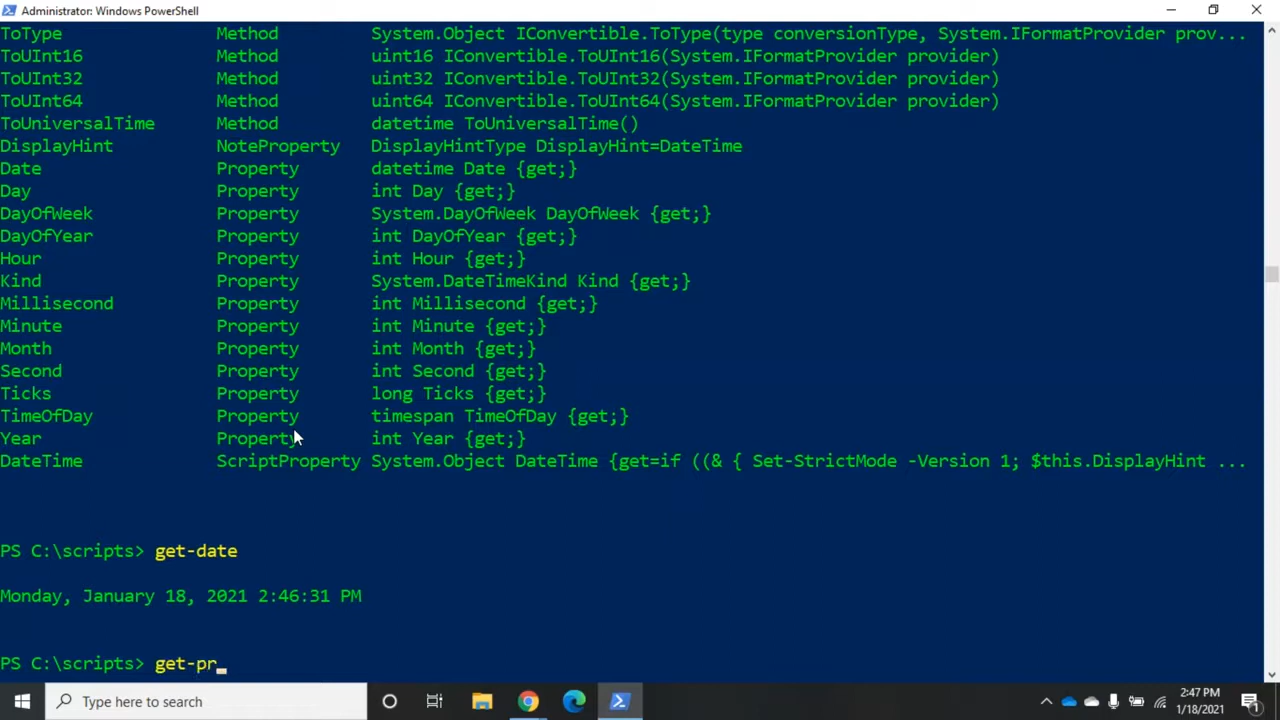 Administrator: Windows PowerShell
ToType Method System.Object IConvertible.ToType(type conversionType, System.IFormatProvider prov...
ToUInt16 Method uint16 IConvertible.ToUInt16(System.IFormatProvider provider)
ToUInt32 Method uint32 IConvertible.ToUInt32(System.IFormatProvider provider)
ToUInt64 Method uint64 IConvertible.ToUInt64(System.IFormatProvider provider)
ToUniversalTime Method datetime ToUniversalTime()
DisplayHint NoteProperty DisplayHintType DisplayHint=DateTime
Date Property datetime Date {get;}
Day Property int Day {get;}
DayOfWeek Property System.DayOfWeek DayOfWeek {get;}
DayOfYear Property int DayOfYear {get;}
Hour Property int Hour {get;}
Kind Property System.DateTimeKind Kind {get;}
Millisecond Property int Millisecond {get;}
Minute Property int Minute {get;}
Month Property int Month {get;}
Second Property int Second {get;}
Ticks Property long Ticks {get;}
TimeOfDay Property timespan TimeOfDay {get;}
Year Property int Year {get;}
DateTime ScriptProperty System.Object DateTime {get=if ((& { Set-StrictMode -Version 1; $this.DisplayHint ...
PS C:\scripts> get-date
Monday, January 18, 2021 2:46:31 PM
PS C:\scripts> get-pr_
Type here to search
2:47 PM
1/18/2021
1